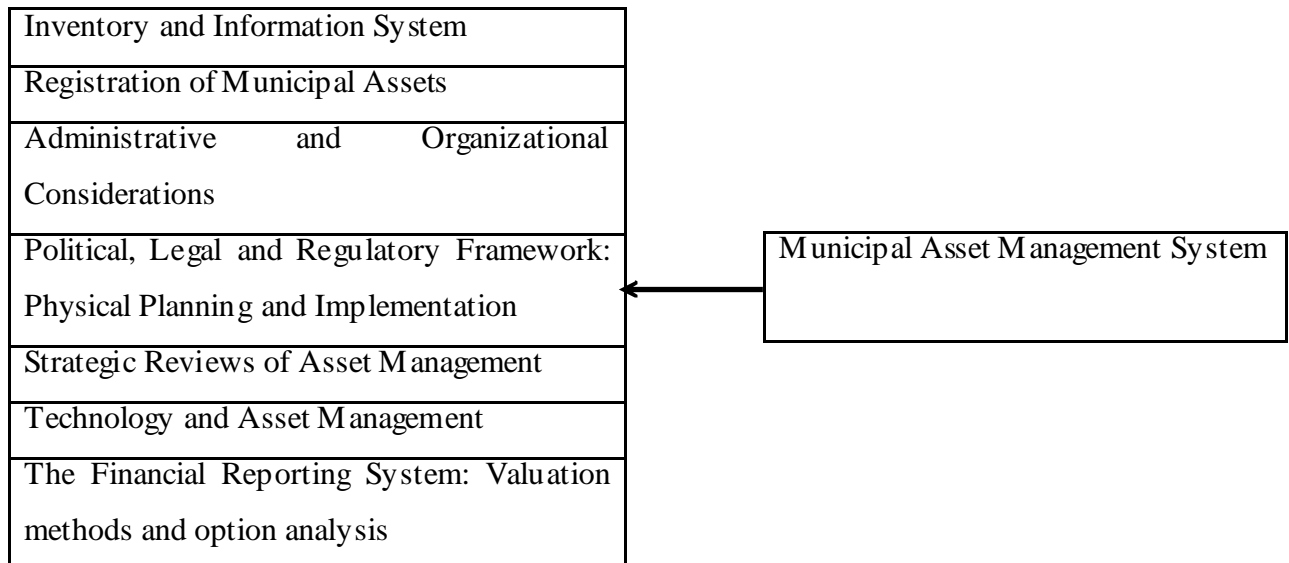 Inventory and Information System
Registration of Municipal Assets
Administrative and Organizational
Considerations
Political, Legal and Regulatory Framework:
Physical Planning and Implementation
Strategic Reviews of Asset Management
Technology and Asset Management
The Financial Reporting System: Valuation
methods and option analysis
Municipal Asset Management System